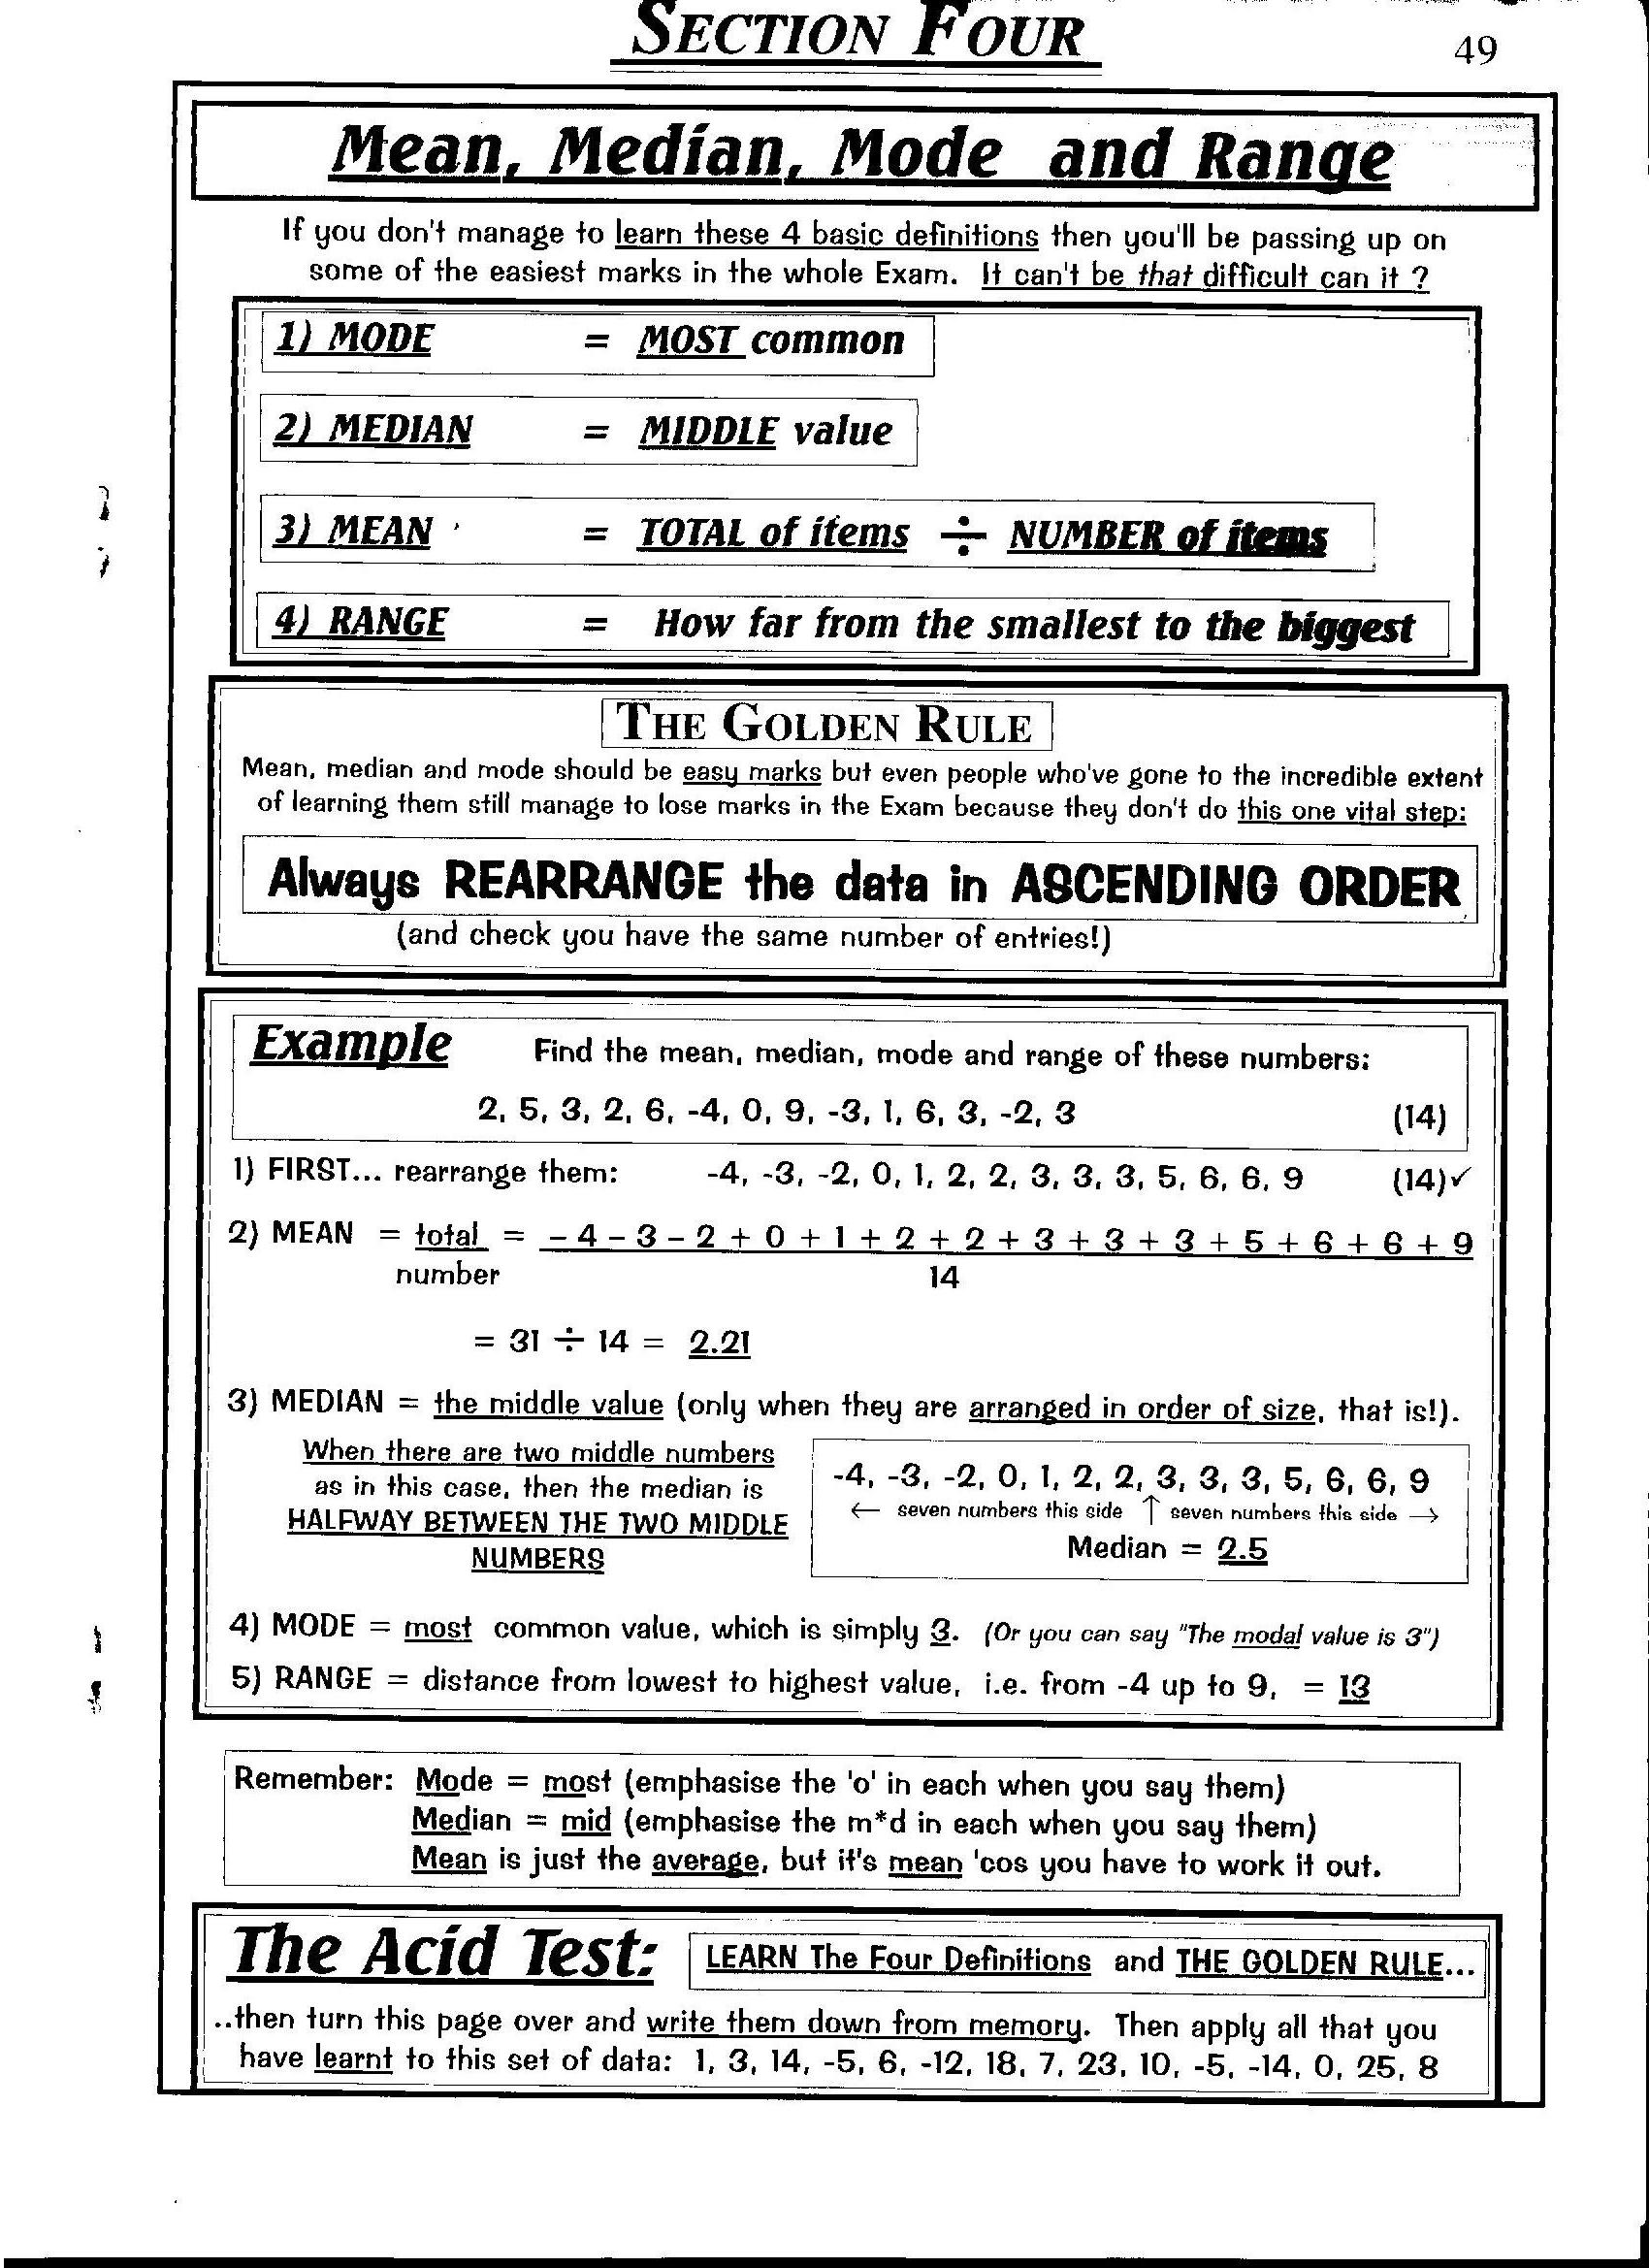 SECTION FOUR
49
Mean, Median, Mode and Range
If you don't manage to learn these 4 basic definitions then you'll be passing up on
some of the easiest marks in the whole Exam. It can't be that difficult can it ?
1) MODE = MOST common
2) MEDIAN = MIDDLE value
3) MEAN = TOTAL of items ÷ NUMBER of items
4) RANGE = How far from the smallest to the biggest
THE GOLDEN RULE
Mean, median and mode should be easy marks but even people who've gone to the incredible extent
of learning them still manage to lose marks in the Exam because they don't do this one vital step:
Always REARRANGE the data in ASCENDING ORDER
(and check you have the same number of entries!)
Example Find the mean, median, mode and range of these numbers:
2, 5, 3, 2, 6, -4, 0, 9, -3, 1, 6, 3, -2, 3 (14)
1) FIRST... rearrange them: -4, -3, -2, 0, 1, 2, 2, 3, 3, 3, 5, 6, 6, 9 (14)✓
2) MEAN = total = - 4 - 3 - 2 + 0 + 1 + 2 + 2 + 3 + 3 + 3 + 5 + 6 + 6 + 9
number 14
= 31 ÷ 14 = 2.21
3) MEDIAN = the middle value (only when they are arranged in order of size, that is!).
When there are two middle numbers
as in this case, then the median is
HALFWAY BETWEEN THE TWO MIDDLE
NUMBERS
-4, -3, -2, 0, 1, 2, 2, 3, 3, 3, 5, 6, 6, 9
← seven numbers this side ↑ seven numbers this side →
Median = 2.5
4) MODE = most common value, which is simply 3. (Or you can say "The modal value is 3")
5) RANGE = distance from lowest to highest value, i.e. from -4 up to 9, = 13
Remember: Mode = most (emphasise the 'o' in each when you say them)
Median = mid (emphasise the m*d in each when you say them)
Mean is just the average, but it's mean 'cos you have to work it out.
The Acid Test: LEARN The Four Definitions and THE GOLDEN RULE...
..then turn this page over and write them down from memory. Then apply all that you
have learnt to this set of data: 1, 3, 14, -5, 6, -12, 18, 7, 23, 10, -5, -14, 0, 25, 8